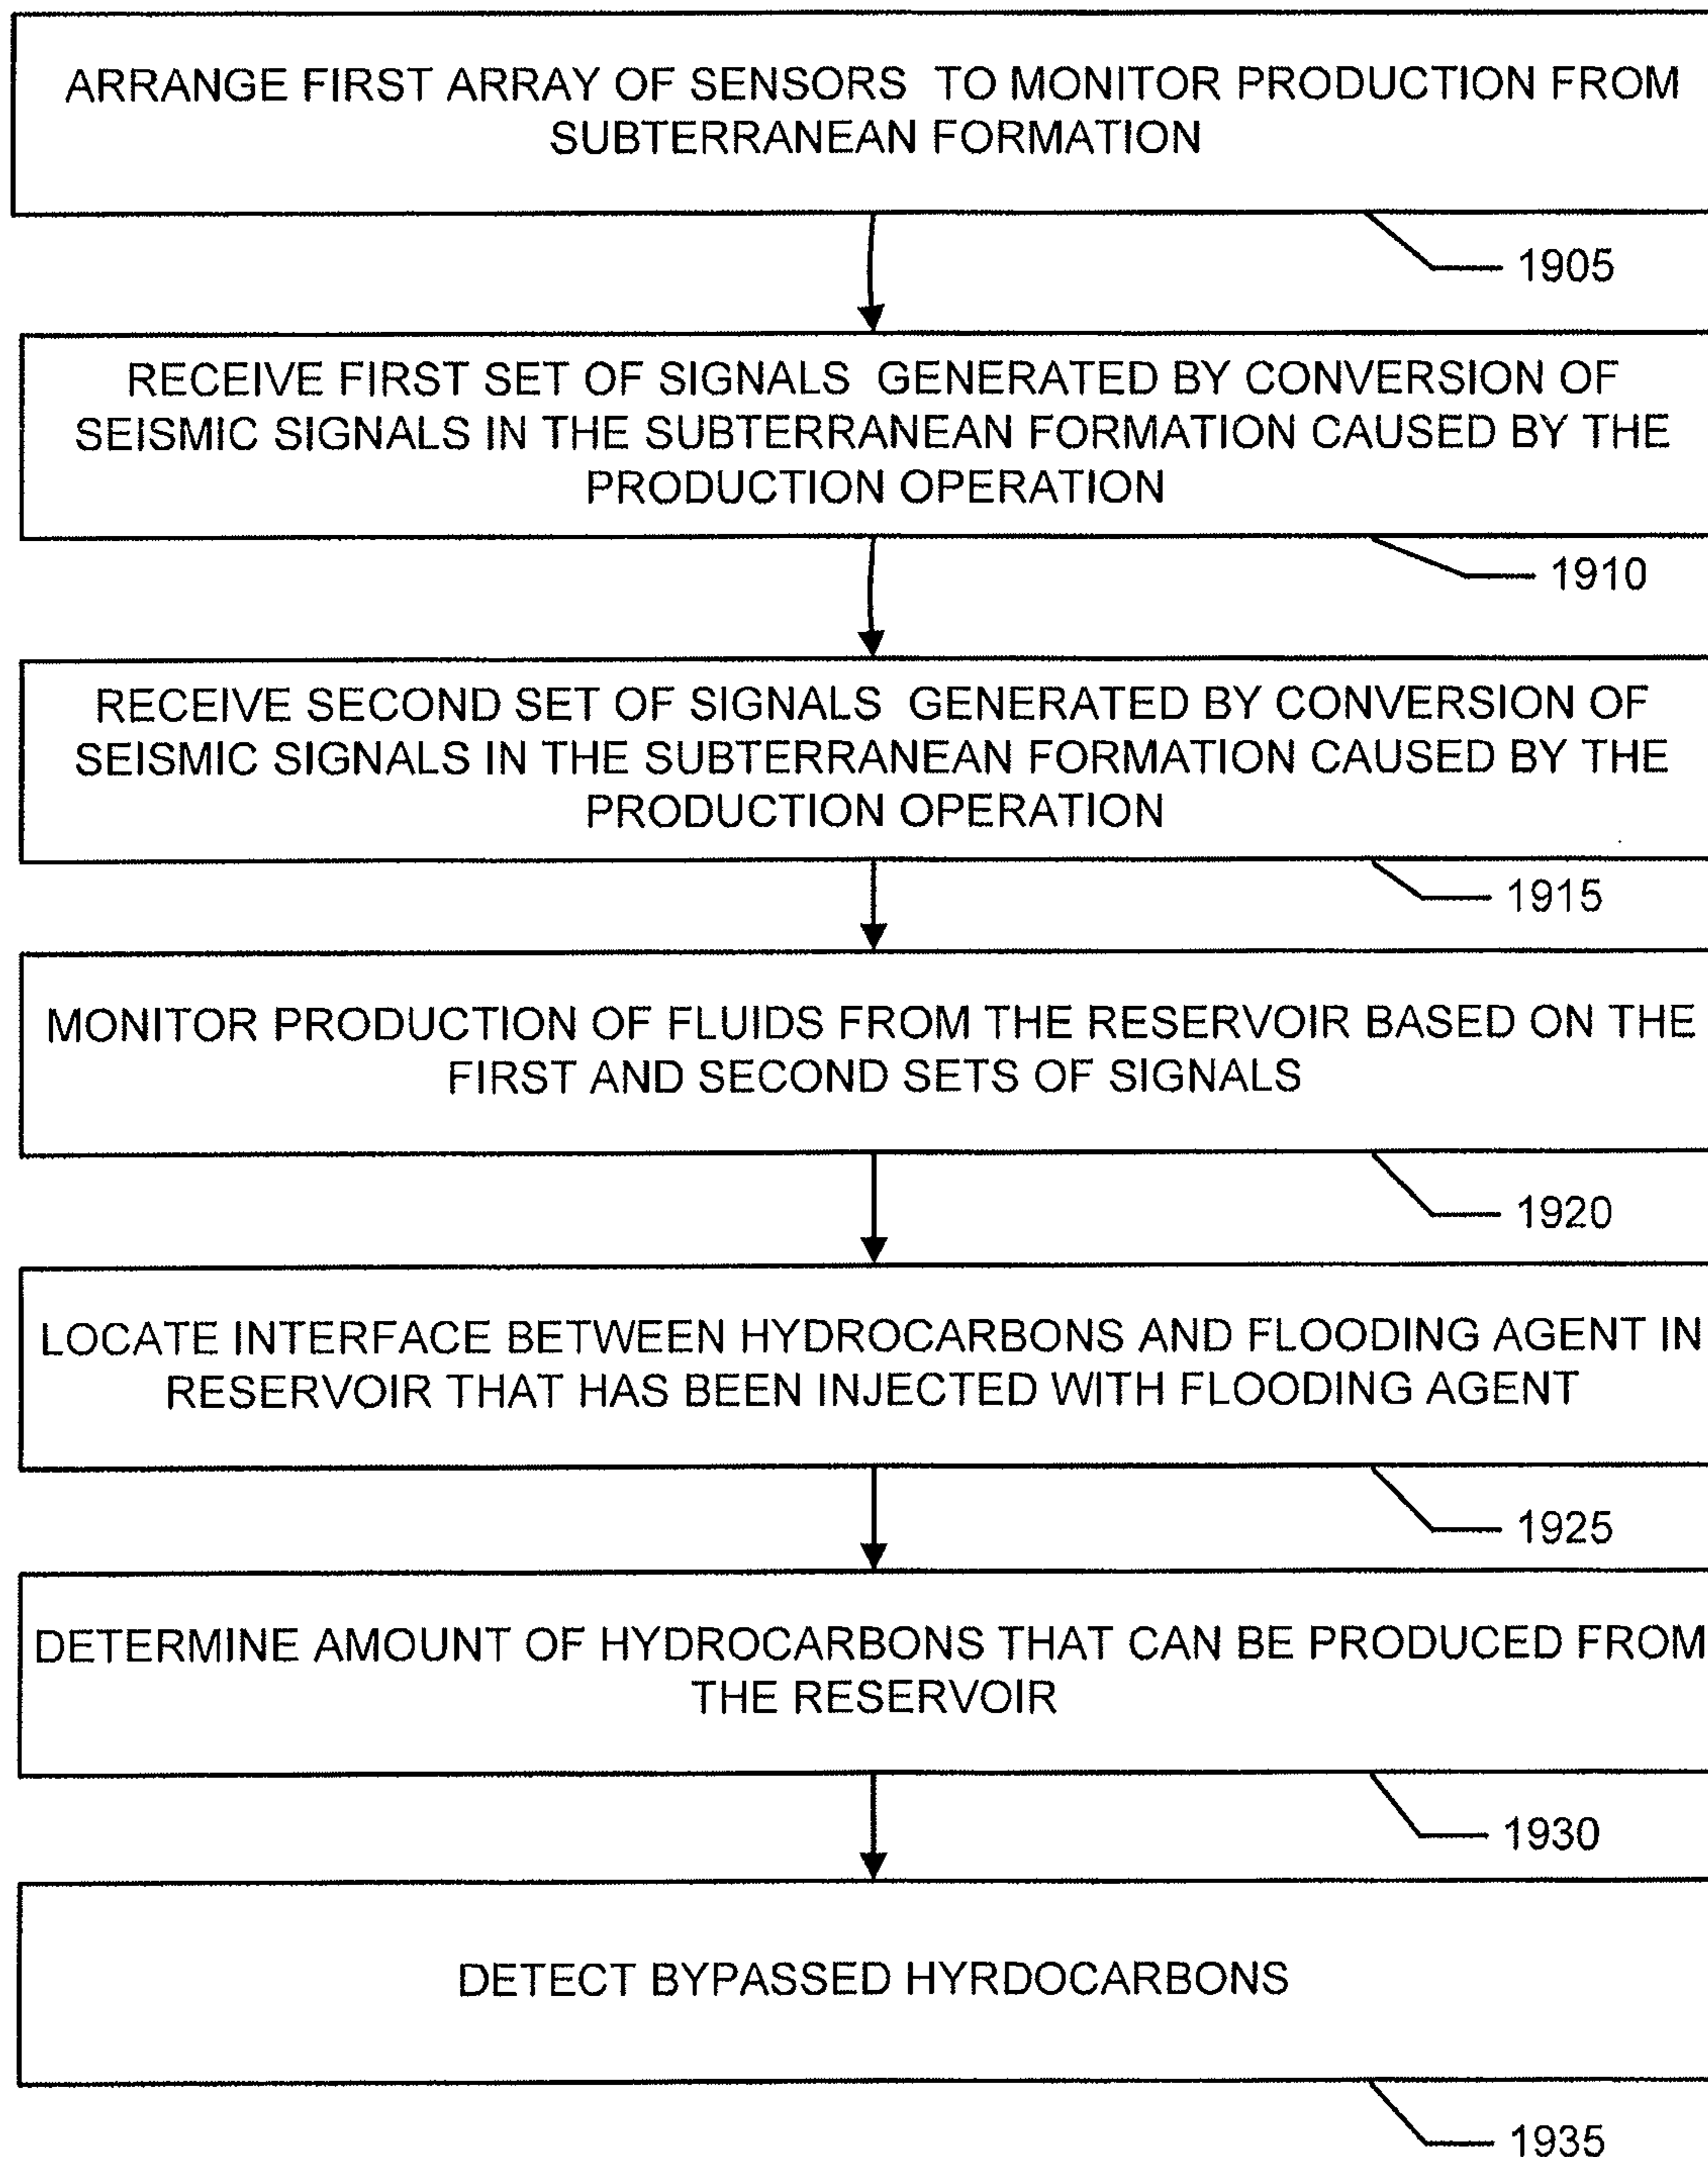 ARRANGE FIRST ARRAY OF SENSORS TO MONITOR PRODUCTION FROM
SUBTERRANEAN FORMATION
1905
RECEIVE FIRST SET OF SIGNALS GENERATED BY CONVERSION OF
SEISMIC SIGNALS IN THE SUBTERRANEAN FORMATION CAUSED BY THE
PRODUCTION OPERATION
1910
RECEIVE SECOND SET OF SIGNALS GENERATED BY CONVERSION OF
SEISMIC SIGNALS IN THE SUBTERRANEAN FORMATION CAUSED BY THE
PRODUCTION OPERATION
1915
MONITOR PRODUCTION OF FLUIDS FROM THE RESERVOIR BASED ON THE
FIRST AND SECOND SETS OF SIGNALS
1920
LOCATE INTERFACE BETWEEN HYDROCARBONS AND FLOODING AGENT IN
RESERVOIR THAT HAS BEEN INJECTED WITH FLOODING AGENT
1925
DETERMINE AMOUNT OF HYDROCARBONS THAT CAN BE PRODUCED FROM
THE RESERVOIR
1930
DETECT BYPASSED HYRDOCARBONS
1935